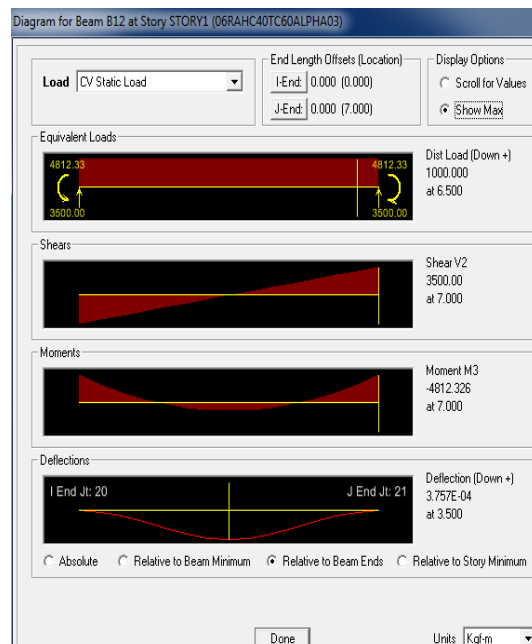 Diagram for Beam B12 at Story STORY1 (06RAHC40TC60ALPHA03)
Load CV Static Load
End Length Offsets (Location)
I-End: 0.000 (0.000)
J-End: 0.000 (7.000)
Display Options
Scroll for Values
Show Max
Equivalent Loads
4812.33 4812.33
3500.00 3500.00
Dist Load (Down +)
1000.000
at 6.500
Shears
Shear V2
3500.00
at 7.000
Moments
Moment M3
-4812.326
at 7.000
Deflections
I End Jt: 20 J End Jt: 21
Deflection (Down +)
3.757E-04
at 3.500
Absolute Relative to Beam Minimum Relative to Beam Ends Relative to Story Minimum
Done Units Kgf-m